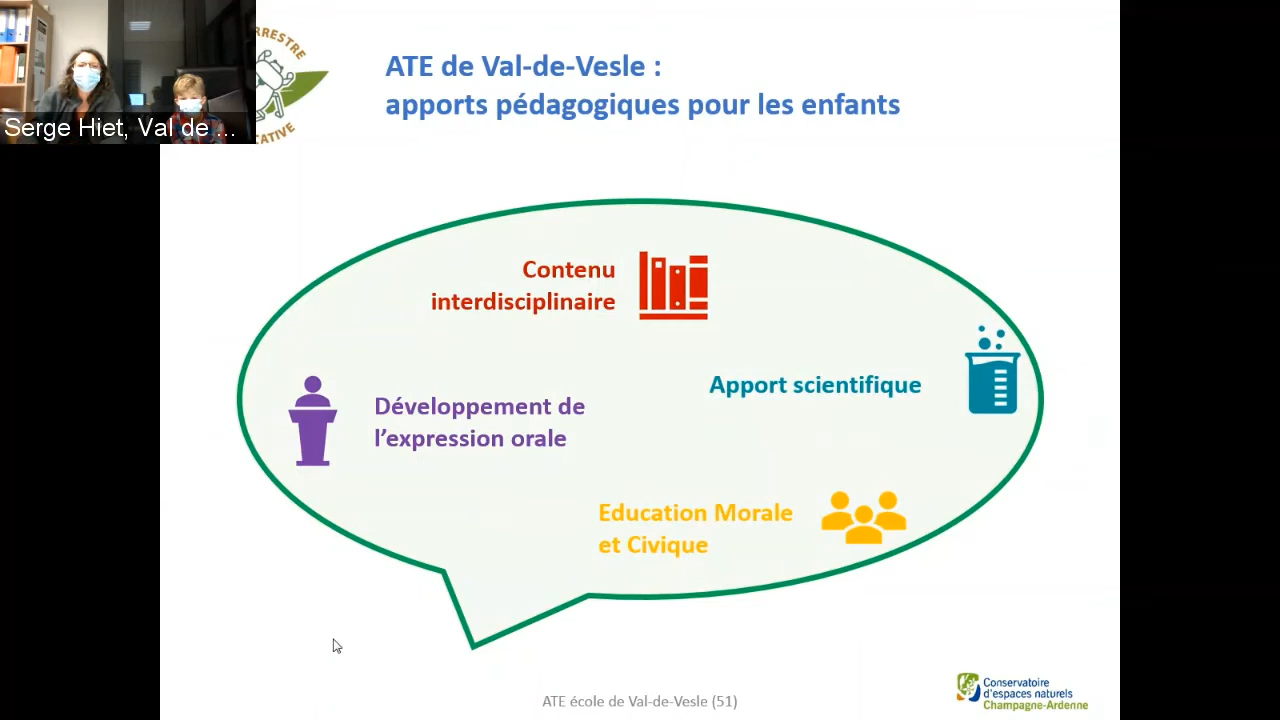 RRESTRE
CATIVE
Serge Hiet, Val de ...
ATE de Val-de-Vesle :
apports pédagogiques pour les enfants
Contenu
interdisciplinaire
Apport scientifique
Développement de
l'expression orale
Education Morale
et Civique
ATE école de Val-de-Vesle (51)
Conservatoire
d'espaces naturels
Champagne-Ardenne